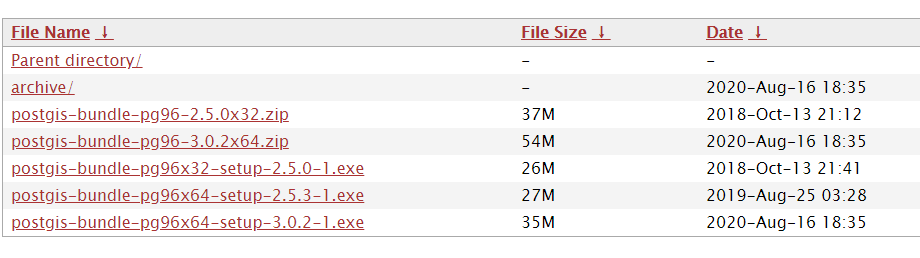 File Name ↓ File Size ↓ Date ↓
Parent directory/ - -
archive/ - 2020-Aug-16 18:35
postgis-bundle-pg96-2.5.0x32.zip 37M 2018-Oct-13 21:12
postgis-bundle-pg96-3.0.2x64.zip 54M 2020-Aug-16 18:35
postgis-bundle-pg96x32-setup-2.5.0-1.exe 26M 2018-Oct-13 21:41
postgis-bundle-pg96x64-setup-2.5.3-1.exe 27M 2019-Aug-25 03:28
postgis-bundle-pg96x64-setup-3.0.2-1.exe 35M 2020-Aug-16 18:35